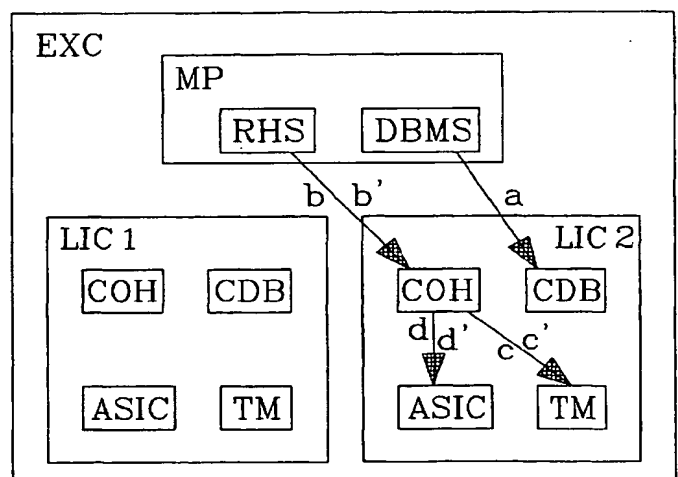 EXC
MP
RHS DBMS
b b' a
LIC 1 LIC 2
COH CDB COH CDB
d d' c c'
ASIC TM ASIC TM